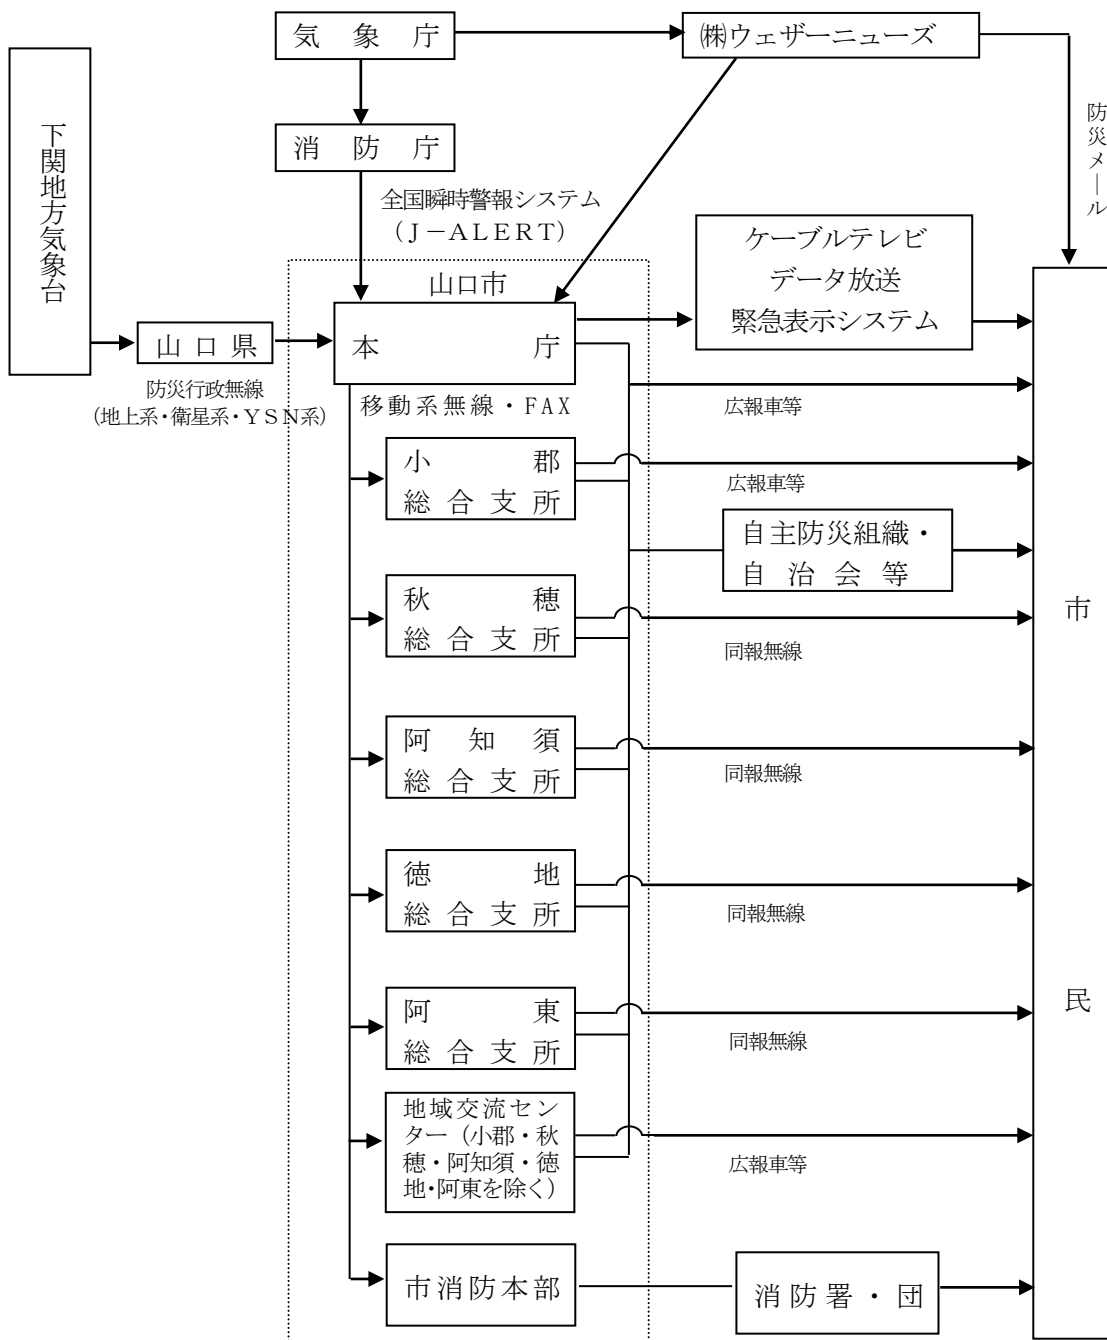 気象庁
㈱ウェザーニューズ
下関地方気象台
消防庁
防災メール
全国瞬時警報システム
（J－ALERT）
ケーブルテレビ
データ放送
緊急表示システム
山口市
山口県
本庁
防災行政無線
（地上系・衛星系・ＹＳＮ系）
移動系無線・FAX
広報車等
小郡
総合支所
広報車等
自主防災組織・
自治会等
秋穂
総合支所
同報無線
市民
阿知須
総合支所
同報無線
徳地
総合支所
同報無線
阿東
総合支所
同報無線
地域交流セン
ター（小郡・秋
穂・阿知須・徳
地・阿東を除く）
広報車等
市消防本部
消防署・団